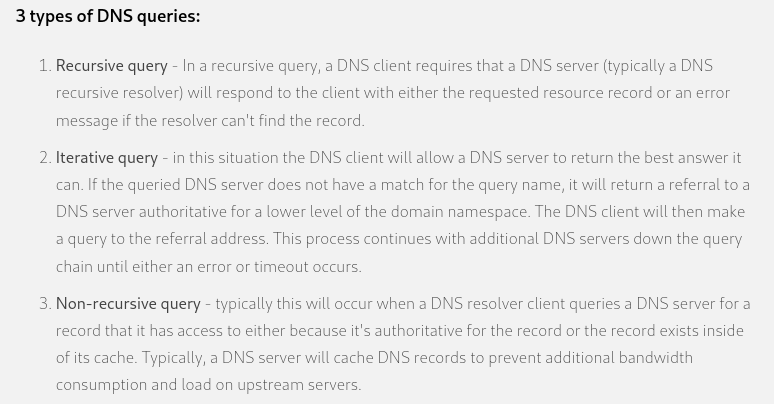 3 types of DNS queries:
1. Recursive query - In a recursive query, a DNS client requires that a DNS server (typically a DNS
recursive resolver) will respond to the client with either the requested resource record or an error
message if the resolver can't find the record.
2. Iterative query - in this situation the DNS client will allow a DNS server to return the best answer it
can. If the queried DNS server does not have a match for the query name, it will return a referral to a
DNS server authoritative for a lower level of the domain namespace. The DNS client will then make
a query to the referral address. This process continues with additional DNS servers down the query
chain until either an error or timeout occurs.
3. Non-recursive query - typically this will occur when a DNS resolver client queries a DNS server for a
record that it has access to either because it's authoritative for the record or the record exists inside
of its cache. Typically, a DNS server will cache DNS records to prevent additional bandwidth
consumption and load on upstream servers.